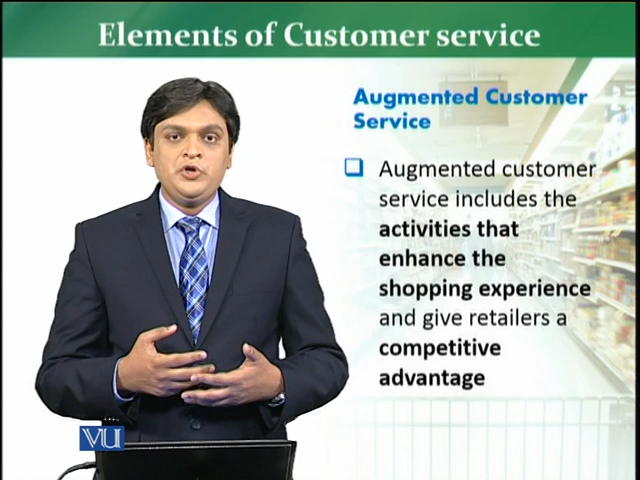 Elements of Customer service
Augmented Customer
Service
Augmented customer
service includes the
activities that
enhance the
shopping experience
and give retailers a
competitive
advantage
VU